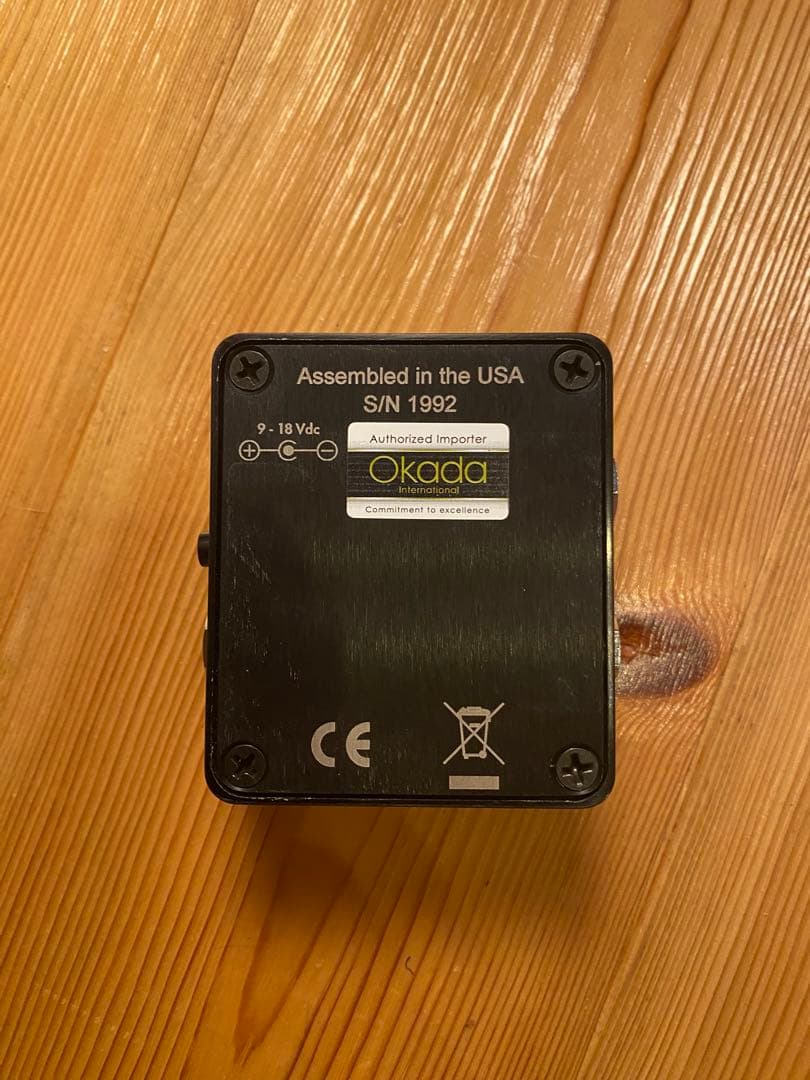 Assembled in the USA
S/N 1992
9 - 18 Vdc
Authorized Importer
Okada
International
Commitment to excellence
CE